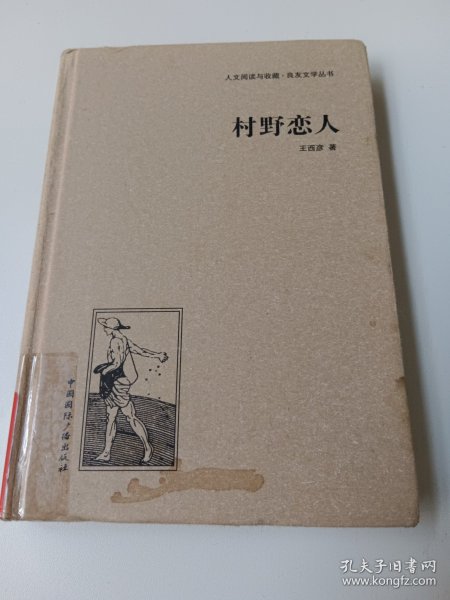 人文阅读与收藏·良友文学丛书
村野恋人
王西彦 著
中国国际广播出版社
孔夫子旧书网
www.kongfz.com